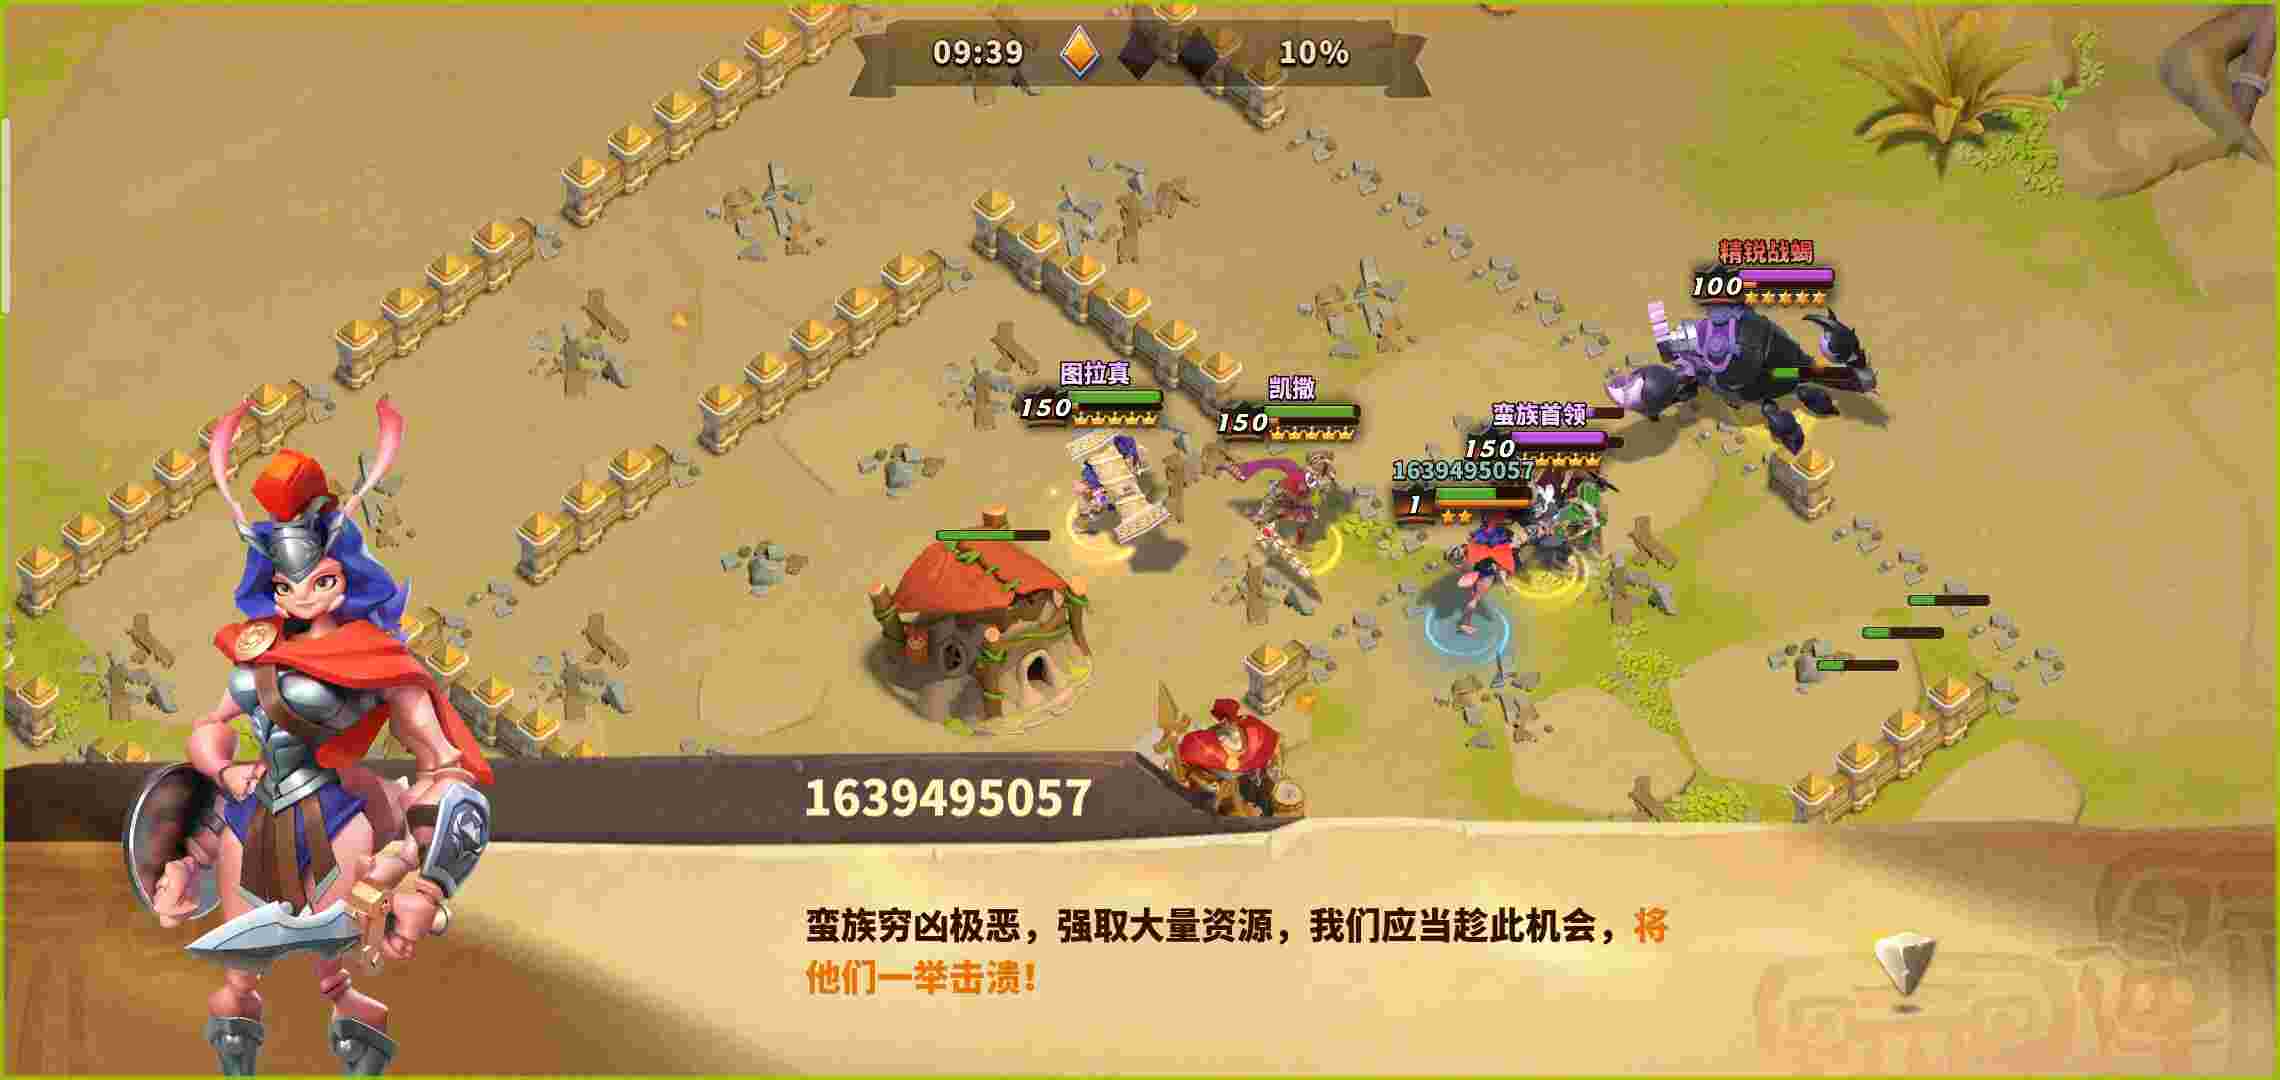 09:39 10%
精锐战蝎
100
图拉真
150
凯撒
150
蛮族首领
150
1639495057
1
1639495057
蛮族穷凶极恶，强取大量资源，我们应当趁此机会，将
他们一举击溃！